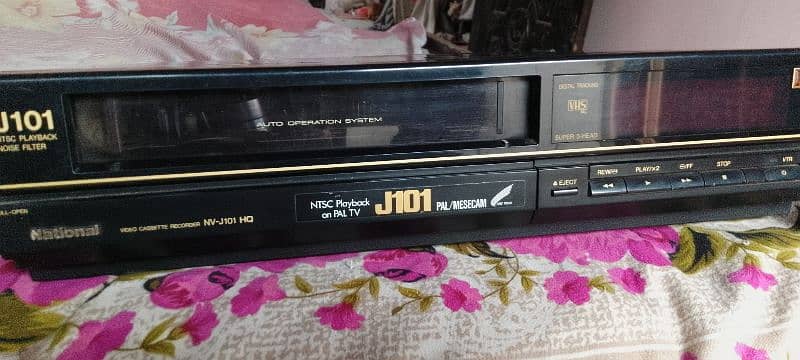 J101
NTSC PLAYBACK
NOISE FILTER
AUTO OPERATION SYSTEM
DIGITAL TRACKING
VHS
SUPER 3-HEAD
REW/◀◀ PLAY/×2 FF/▶▶ STOP VTR
▲ EJECT
NTSC Playback
on PAL TV
J101 PAL/MESECAM
National VIDEO CASSETTE RECORDER NV-J101 HQ